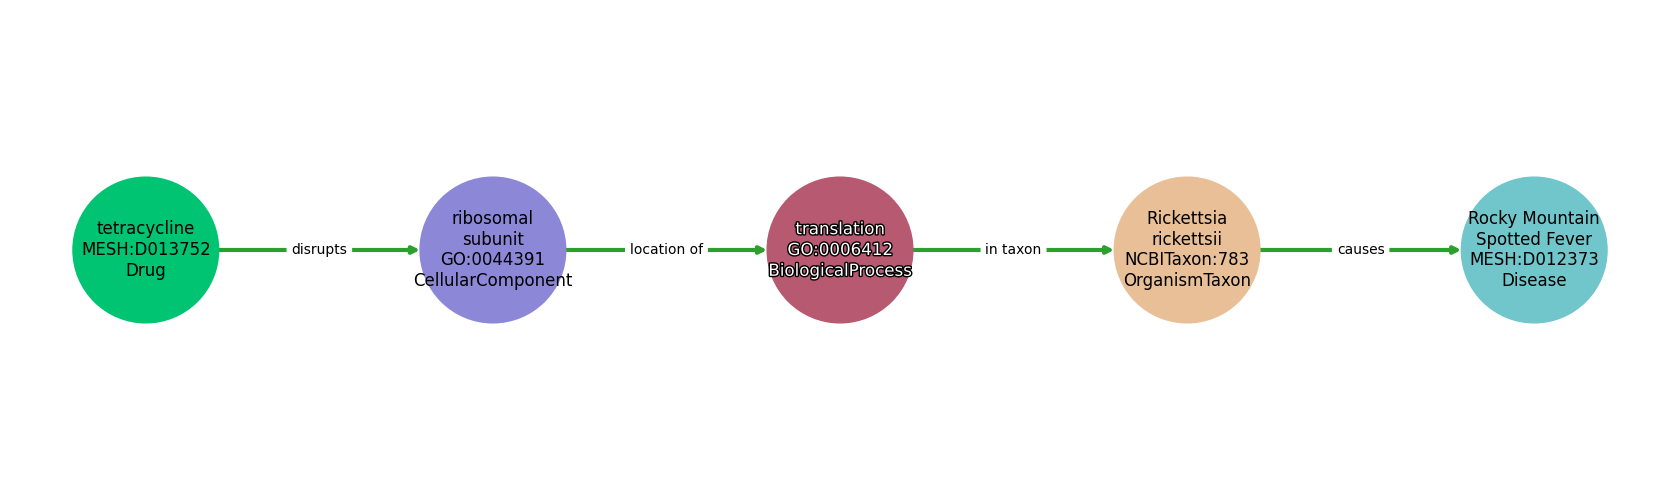 tetracycline
MESH:D013752
Drug
disrupts
ribosomal
subunit
GO:0044391
CellularComponent
location of
translation
GO:0006412
BiologicalProcess
in taxon
Rickettsia
rickettsii
NCBITaxon:783
OrganismTaxon
causes
Rocky Mountain
Spotted Fever
MESH:D012373
Disease